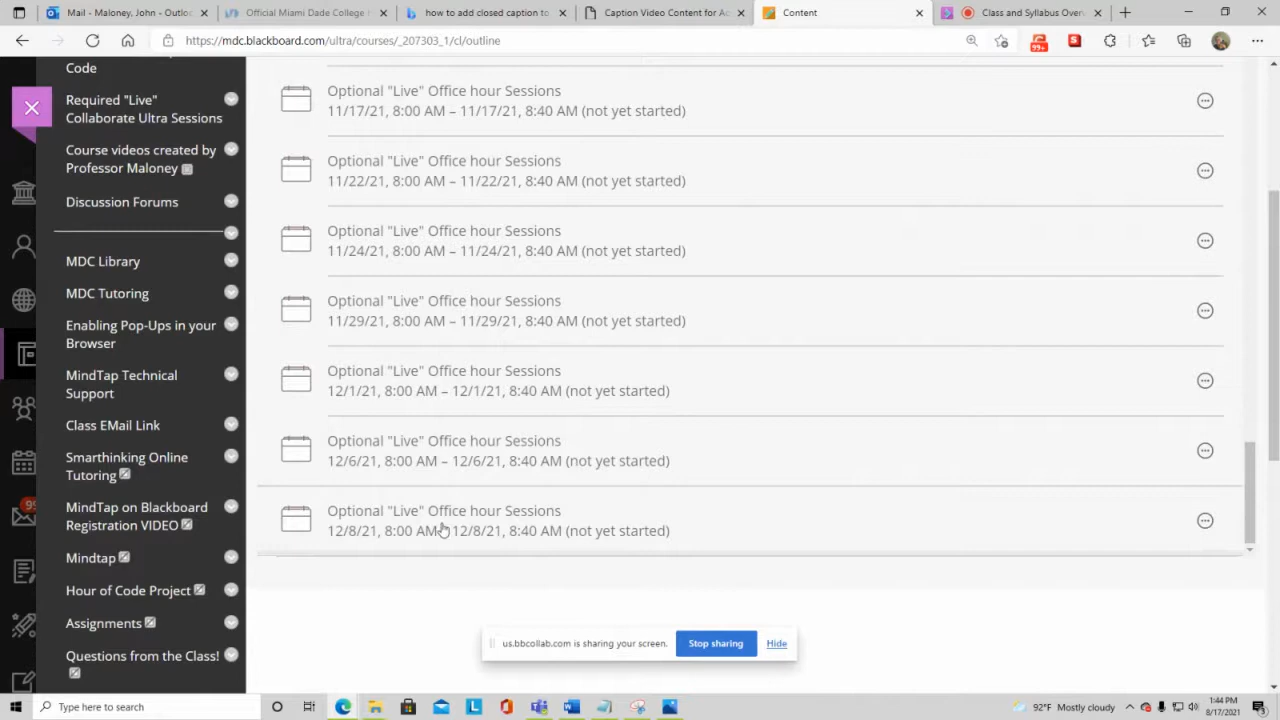 Mail - Maloney, John - Outloo
Official Miami Dade College
how to add closed caption to
Caption Video Content for Ac
Content
Class and Syllabus Over
https://mdc.blackboard.com/ultra/courses/_207303_1/cl/outline
99+
Code
Required "Live"
Collaborate Ultra Sessions
Course videos created by
Professor Maloney
Discussion Forums
MDC Library
MDC Tutoring
Enabling Pop-Ups in your
Browser
MindTap Technical
Support
Class EMail Link
Smarthinking Online
Tutoring
MindTap on Blackboard
Registration VIDEO
Mindtap
Hour of Code Project
Assignments
Questions from the Class!
Optional "Live" Office hour Sessions
11/17/21, 8:00 AM – 11/17/21, 8:40 AM (not yet started)
Optional "Live" Office hour Sessions
11/22/21, 8:00 AM – 11/22/21, 8:40 AM (not yet started)
Optional "Live" Office hour Sessions
11/24/21, 8:00 AM – 11/24/21, 8:40 AM (not yet started)
Optional "Live" Office hour Sessions
11/29/21, 8:00 AM – 11/29/21, 8:40 AM (not yet started)
Optional "Live" Office hour Sessions
12/1/21, 8:00 AM – 12/1/21, 8:40 AM (not yet started)
Optional "Live" Office hour Sessions
12/6/21, 8:00 AM – 12/6/21, 8:40 AM (not yet started)
Optional "Live" Office hour Sessions
12/8/21, 8:00 AM 12/8/21, 8:40 AM (not yet started)
us.bbcollab.com is sharing your screen.
Stop sharing
Hide
Type here to search
92°F Mostly cloudy
1:44 PM
8/17/2021